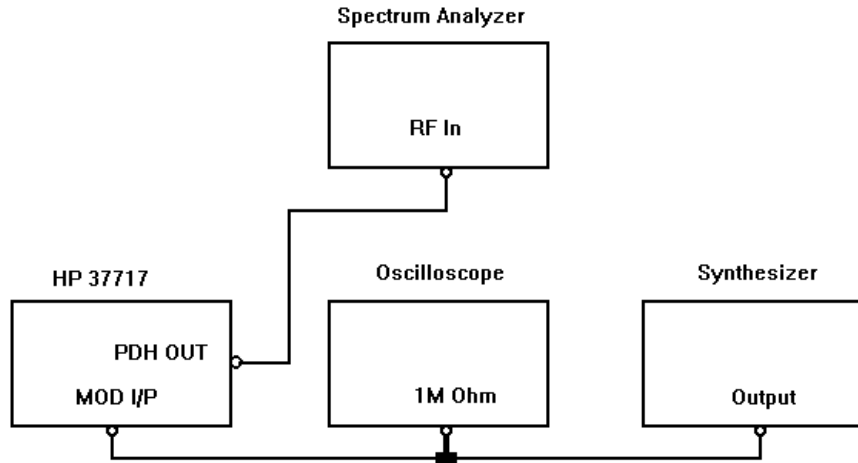 Spectrum Analyzer
RF In
HP 37717
Oscilloscope
Synthesizer
PDH OUT
MOD I/P
1M Ohm
Output